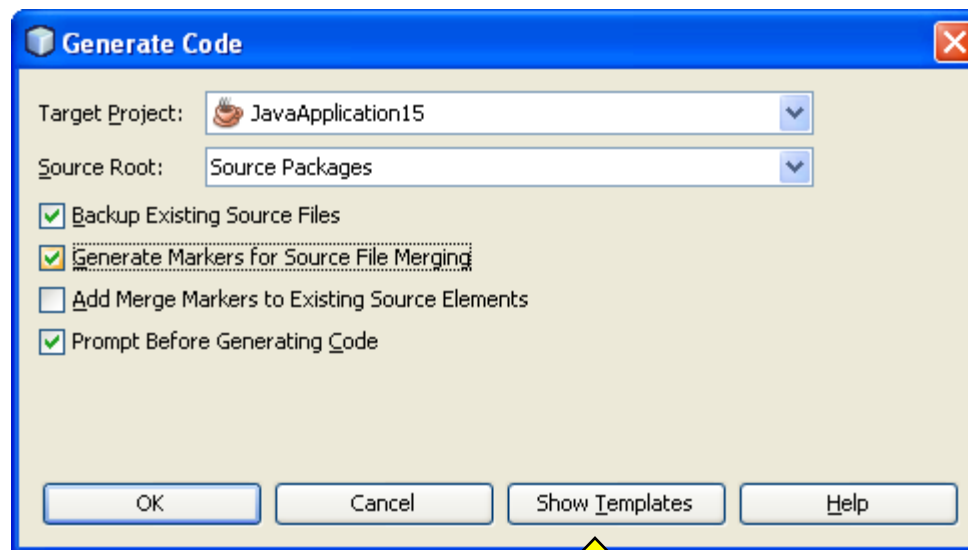 Generate Code
Target Project: JavaApplication15
Source Root: Source Packages
Backup Existing Source Files
Generate Markers for Source File Merging
Add Merge Markers to Existing Source Elements
Prompt Before Generating Code
OK Cancel Show Templates Help